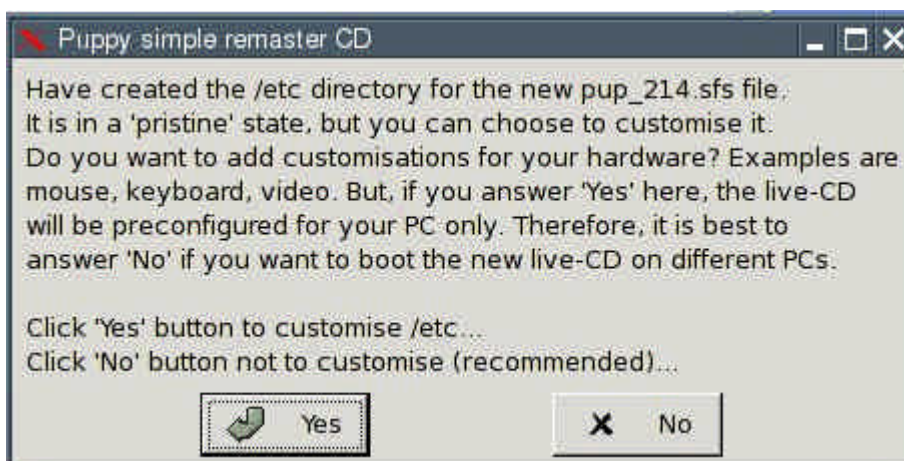 Puppy simple remaster CD
Have created the /etc directory for the new pup_214.sfs file.
It is in a 'pristine' state, but you can choose to customise it.
Do you want to add customisations for your hardware? Examples are
mouse, keyboard, video. But, if you answer 'Yes' here, the live-CD
will be preconfigured for your PC only. Therefore, it is best to
answer 'No' if you want to boot the new live-CD on different PCs.
Click 'Yes' button to customise /etc...
Click 'No' button not to customise (recommended)...
Yes No